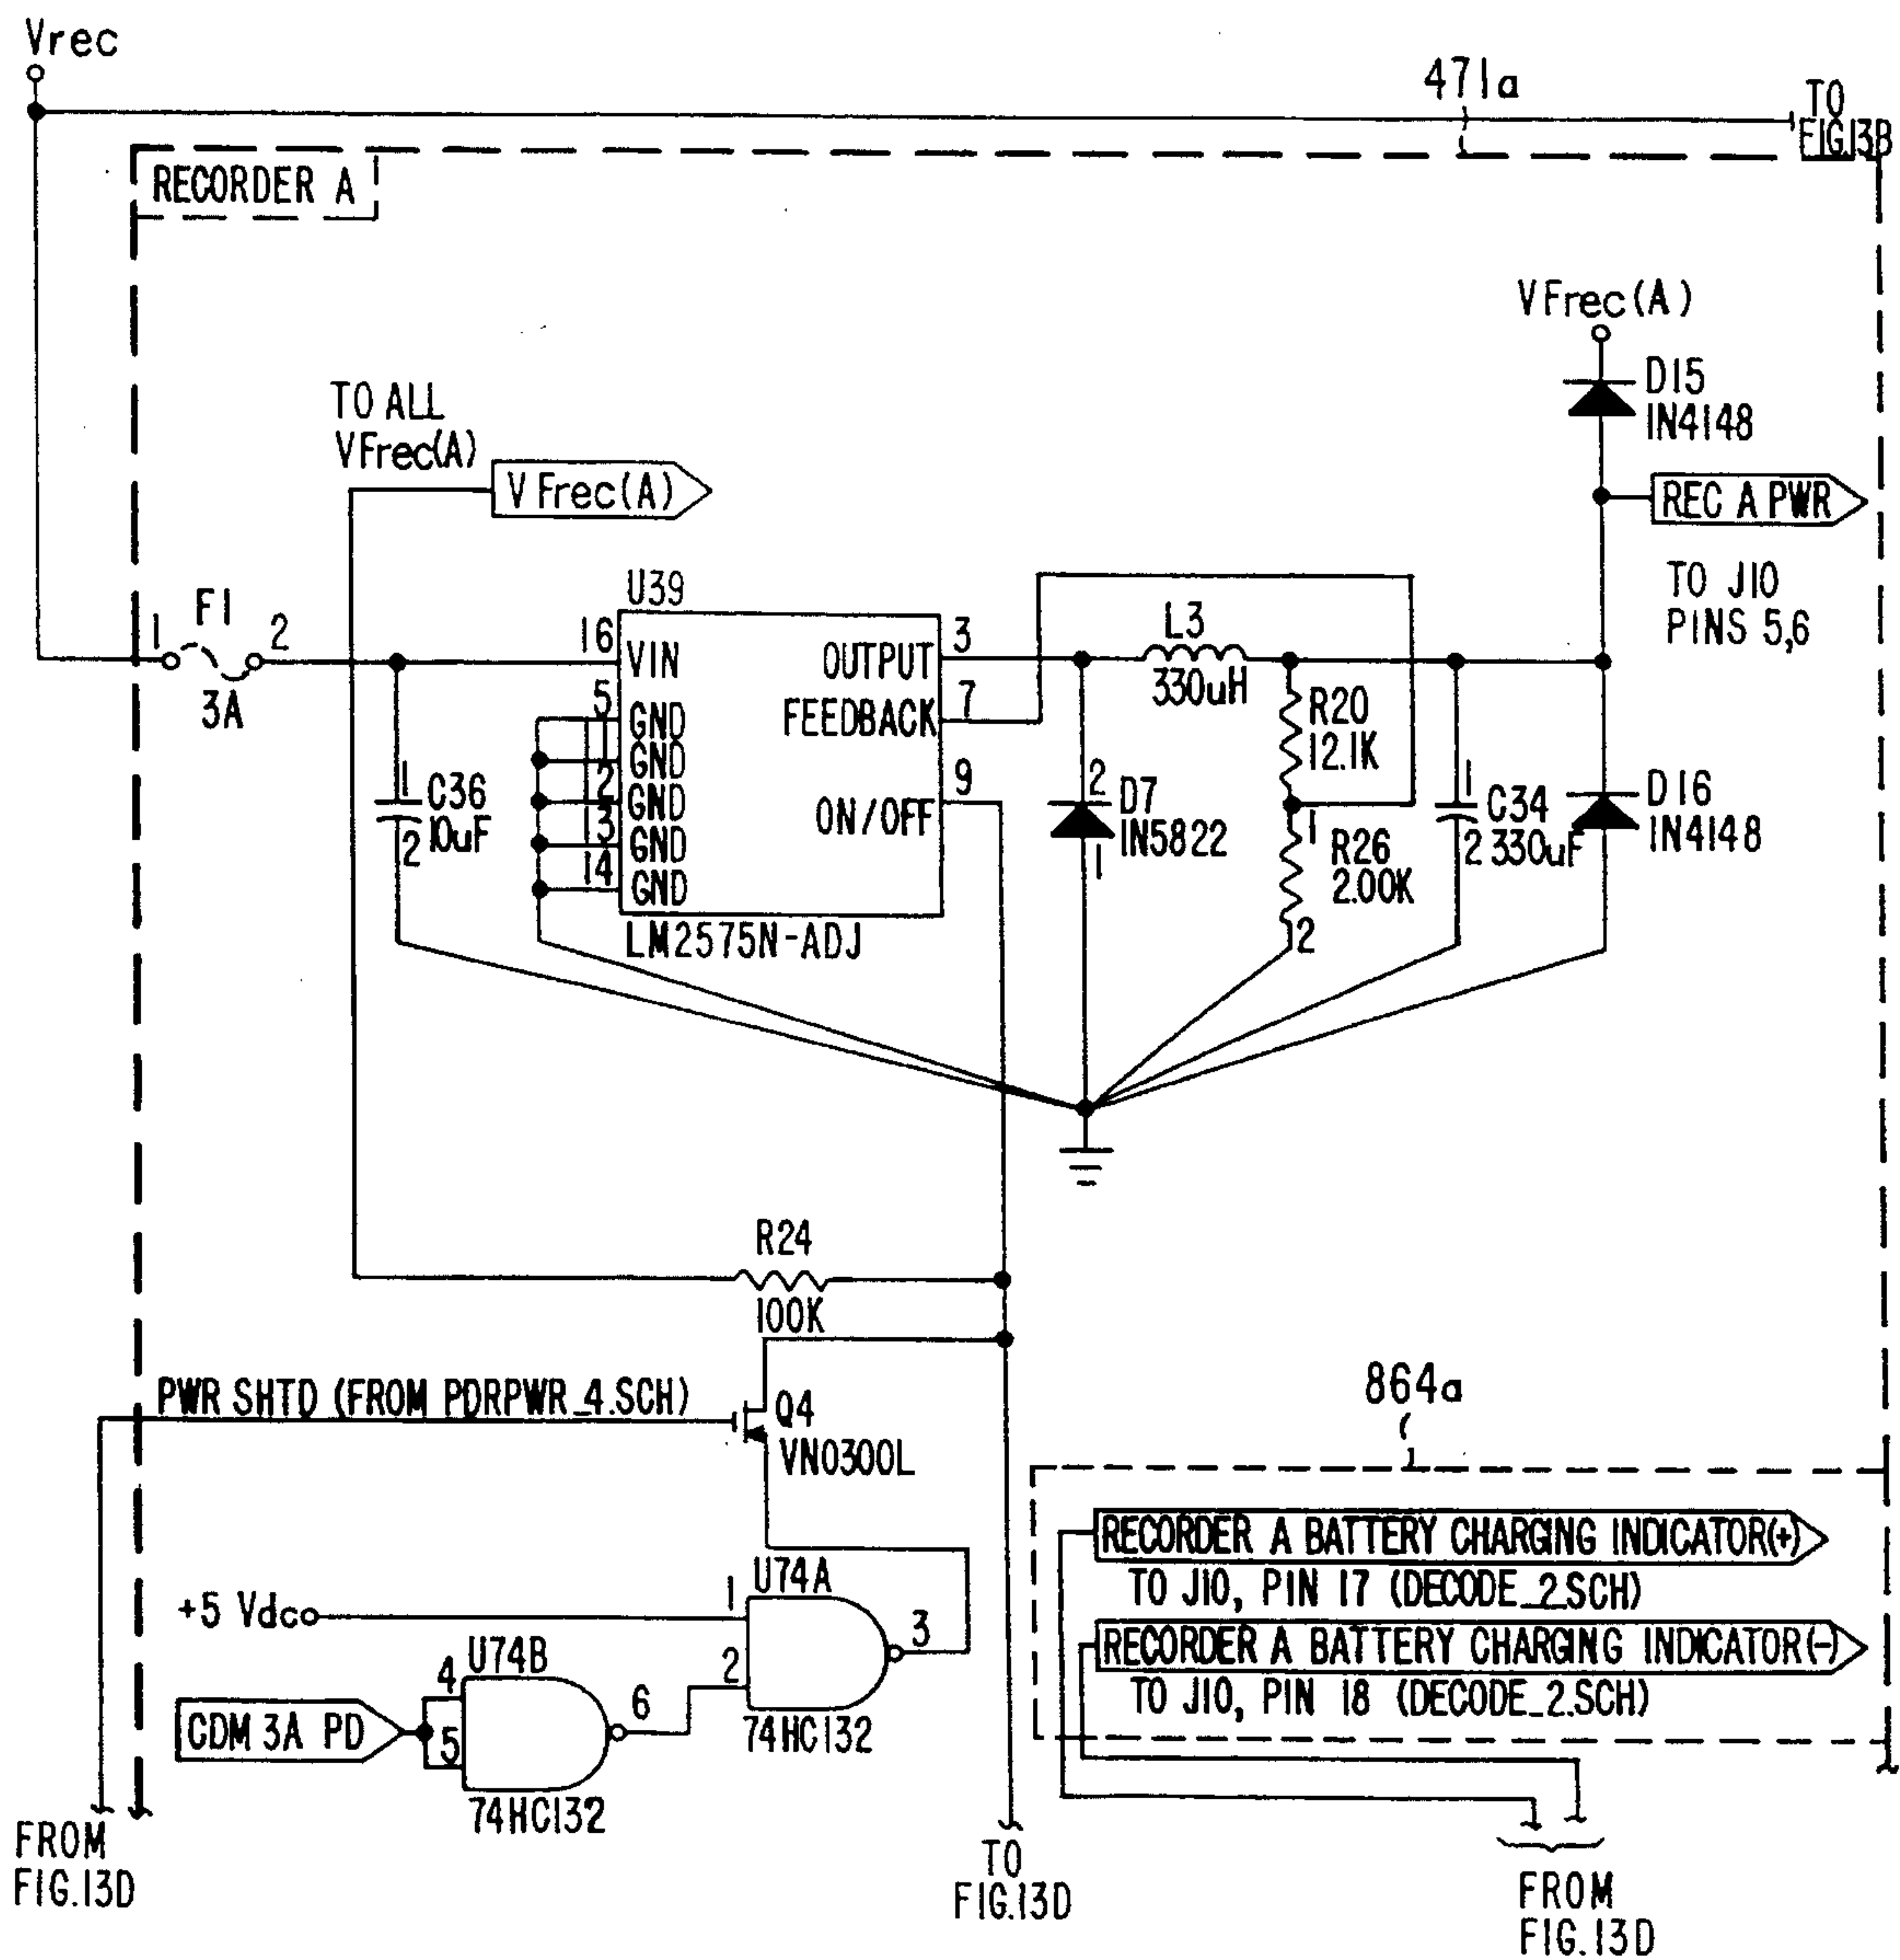 Vrec
471a
TO
FIG.13B
RECORDER A
VFrec(A)
D15
IN4148
TO ALL
VFrec(A)
VFrec(A)
REC A PWR
TO J10
PINS 5,6
F1
1
2
3A
U39
16
VIN
5
GND
1
GND
12
GND
13
GND
14
GND
OUTPUT
3
FEEDBACK
7
ON/OFF
9
LM2575N-ADJ
1
C36
10uF
2
L3
330uH
2
D7
IN5822
1
R20
12.1K
1
R26
2.00K
2
1
C34
2
330uF
D16
IN4148
R24
100K
PWR SHTD (FROM PDRPWR_4.SCH)
Q4
VN0300L
864a
RECORDER A BATTERY CHARGING INDICATOR(+)
TO J10, PIN 17 (DECODE_2.SCH)
RECORDER A BATTERY CHARGING INDICATOR(-)
TO J10, PIN 18 (DECODE_2.SCH)
+5 Vdc
1
U74A
2
3
74HC132
CDM 3A PD
4
U74B
5
6
74HC132
FROM
FIG.13D
TO
FIG.13D
FROM
FIG.13D